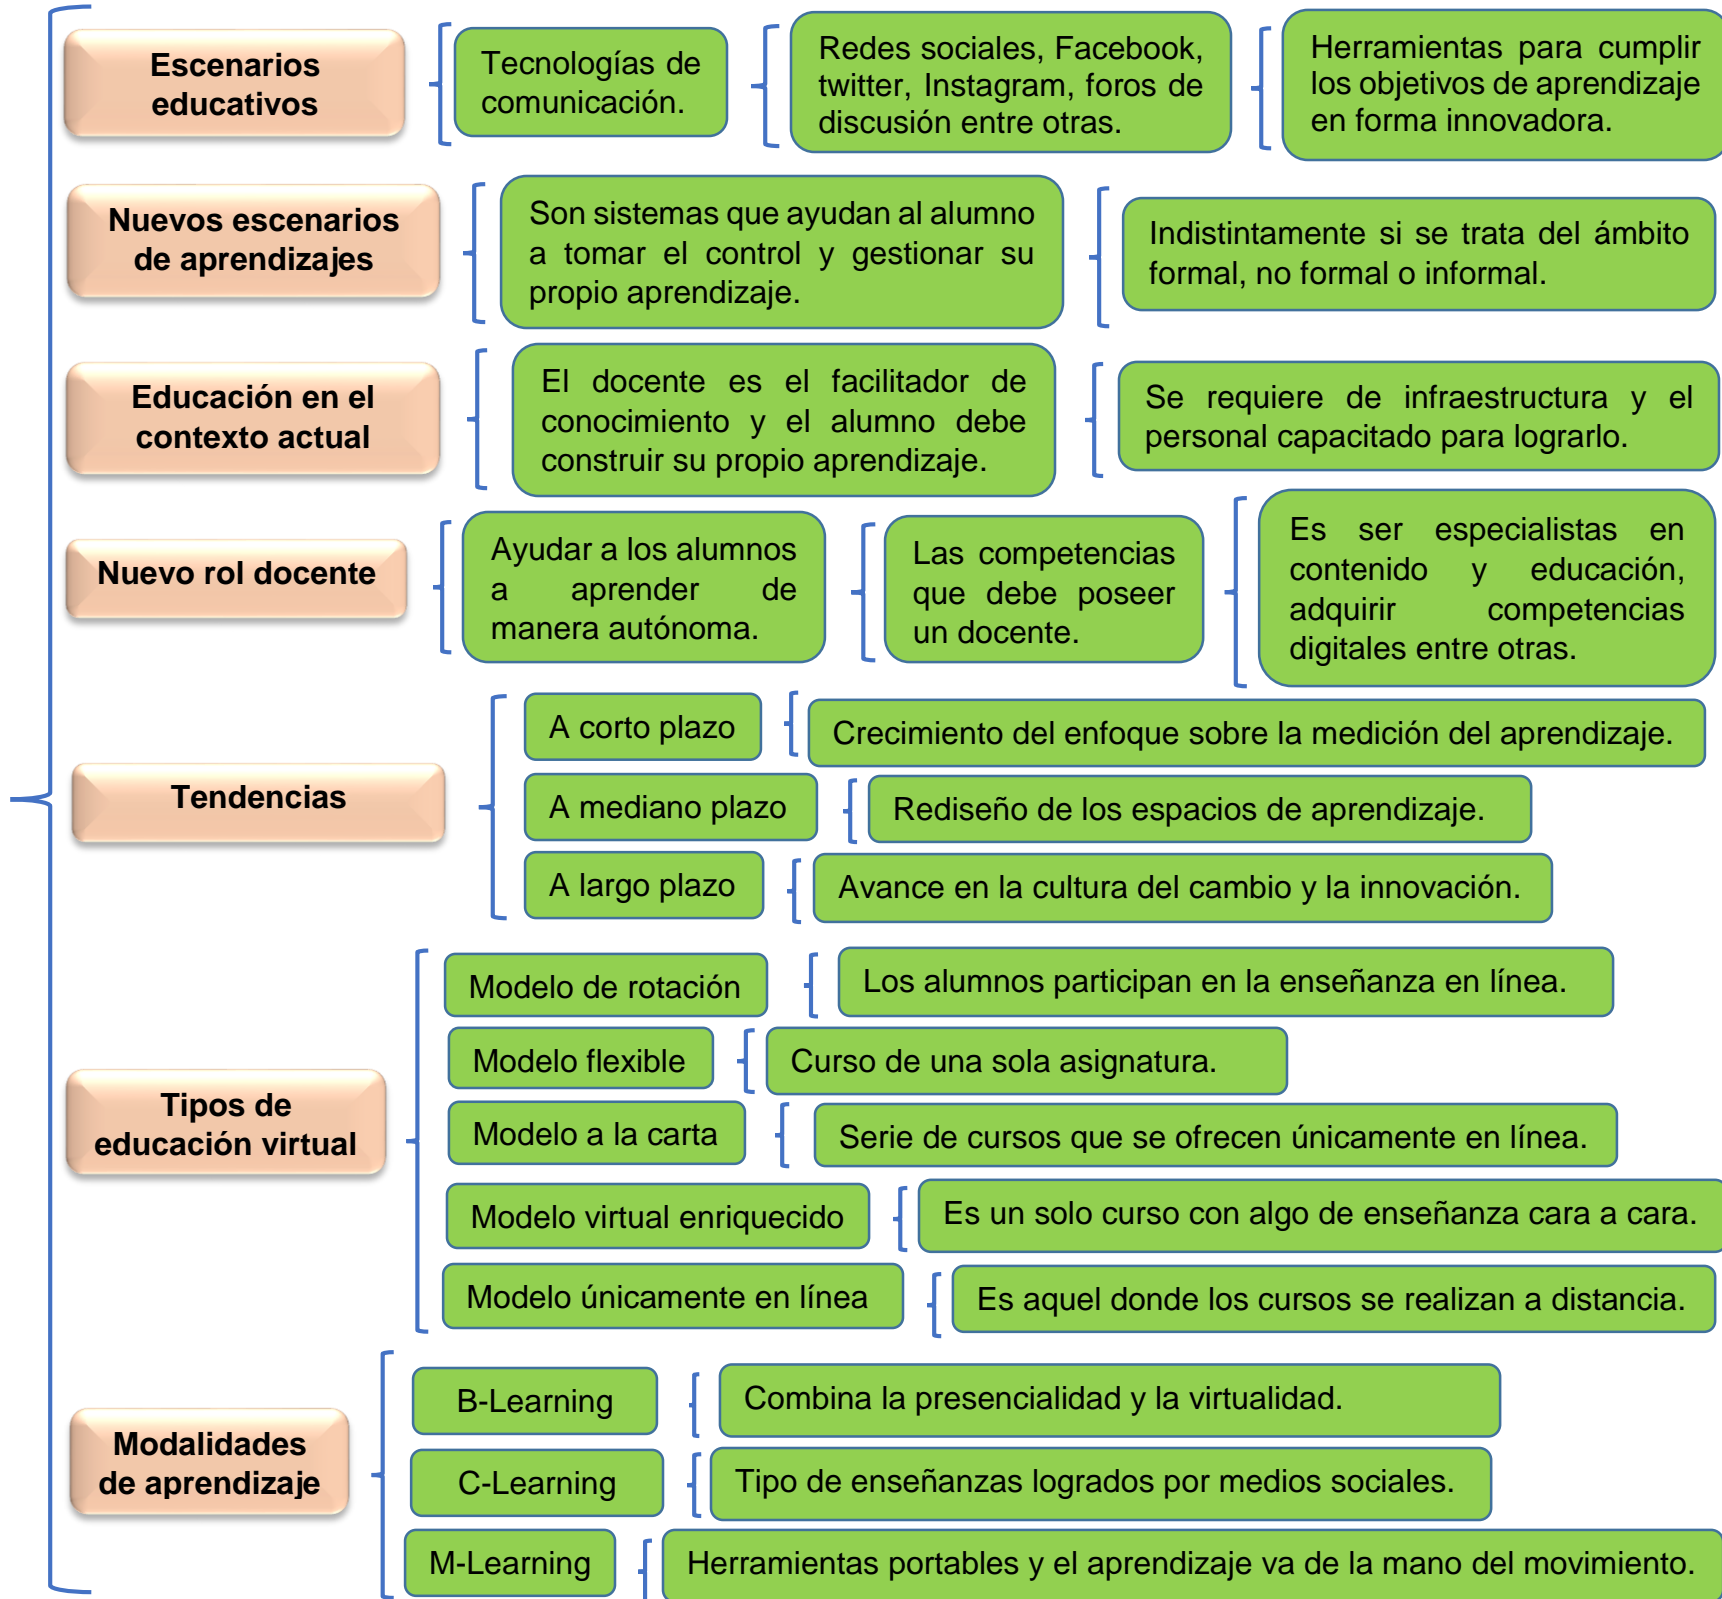 Escenarios
educativos
Tecnologías de
comunicación.
Redes sociales, Facebook,
twitter, Instagram, foros de
discusión entre otras.
Herramientas para cumplir
los objetivos de aprendizaje
en forma innovadora.
Nuevos escenarios
de aprendizajes
Son sistemas que ayudan al alumno
a tomar el control y gestionar su
propio aprendizaje.
Indistintamente si se trata del ámbito
formal, no formal o informal.
Educación en el
contexto actual
El docente es el facilitador de
conocimiento y el alumno debe
construir su propio aprendizaje.
Se requiere de infraestructura y el
personal capacitado para lograrlo.
Nuevo rol docente
Ayudar a los alumnos
a aprender de
manera autónoma.
Las competencias
que debe poseer
un docente.
Es ser especialistas en
contenido y educación,
adquirir competencias
digitales entre otras.
Tendencias
A corto plazo
Crecimiento del enfoque sobre la medición del aprendizaje.
A mediano plazo
Rediseño de los espacios de aprendizaje.
A largo plazo
Avance en la cultura del cambio y la innovación.
Tipos de
educación virtual
Modelo de rotación
Los alumnos participan en la enseñanza en línea.
Modelo flexible
Curso de una sola asignatura.
Modelo a la carta
Serie de cursos que se ofrecen únicamente en línea.
Modelo virtual enriquecido
Es un solo curso con algo de enseñanza cara a cara.
Modelo únicamente en línea
Es aquel donde los cursos se realizan a distancia.
Modalidades
de aprendizaje
B-Learning
Combina la presencialidad y la virtualidad.
C-Learning
Tipo de enseñanzas logrados por medios sociales.
M-Learning
Herramientas portables y el aprendizaje va de la mano del movimiento.